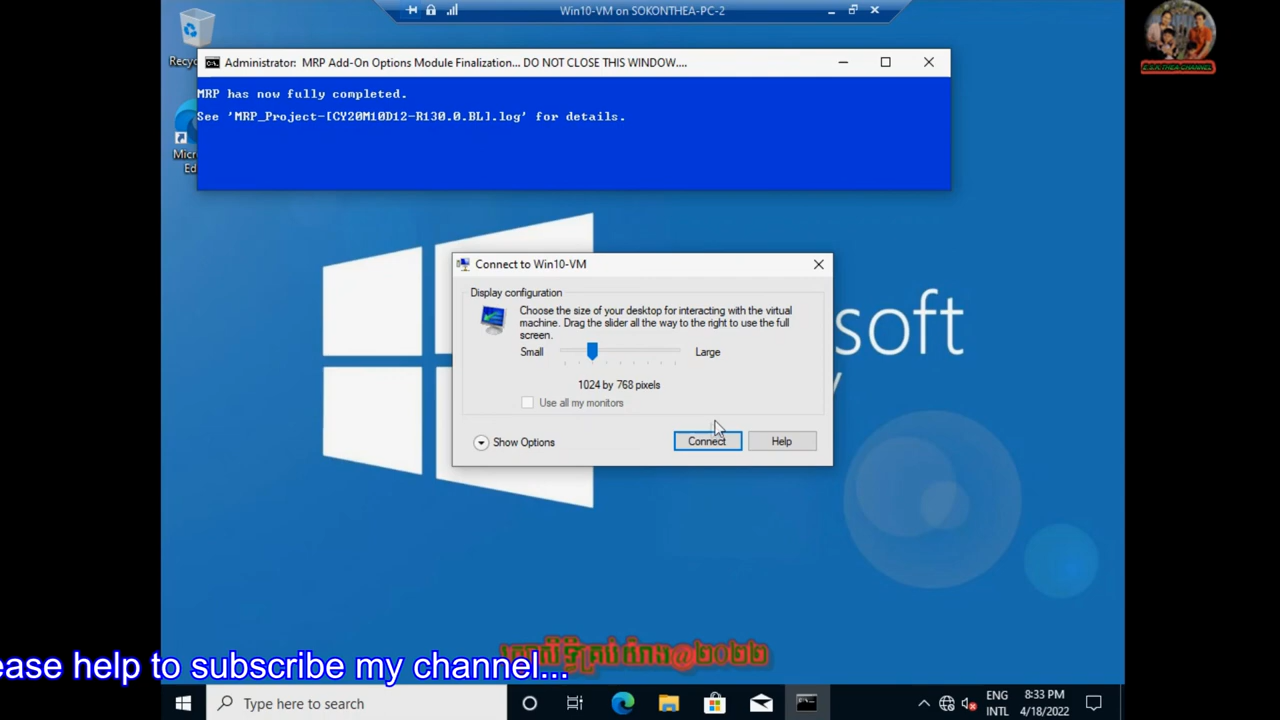 Win10-VM on SOKONTHEA-PC-2
Administrator: MRP Add-On Options Module Finalization... DO NOT CLOSE THIS WINDOW....
MRP has now fully completed.
See 'MRP_Project-[CY20M10D12-R130.0.BL].log' for details.
Connect to Win10-VM
Display configuration
Choose the size of your desktop for interacting with the virtual
machine. Drag the slider all the way to the right to use the full
screen.
Small Large
1024 by 768 pixels
Use all my monitors
Show Options Connect Help
ease help to subscribe my channel...
Type here to search
ENG 8:33 PM
INTL 4/18/2022